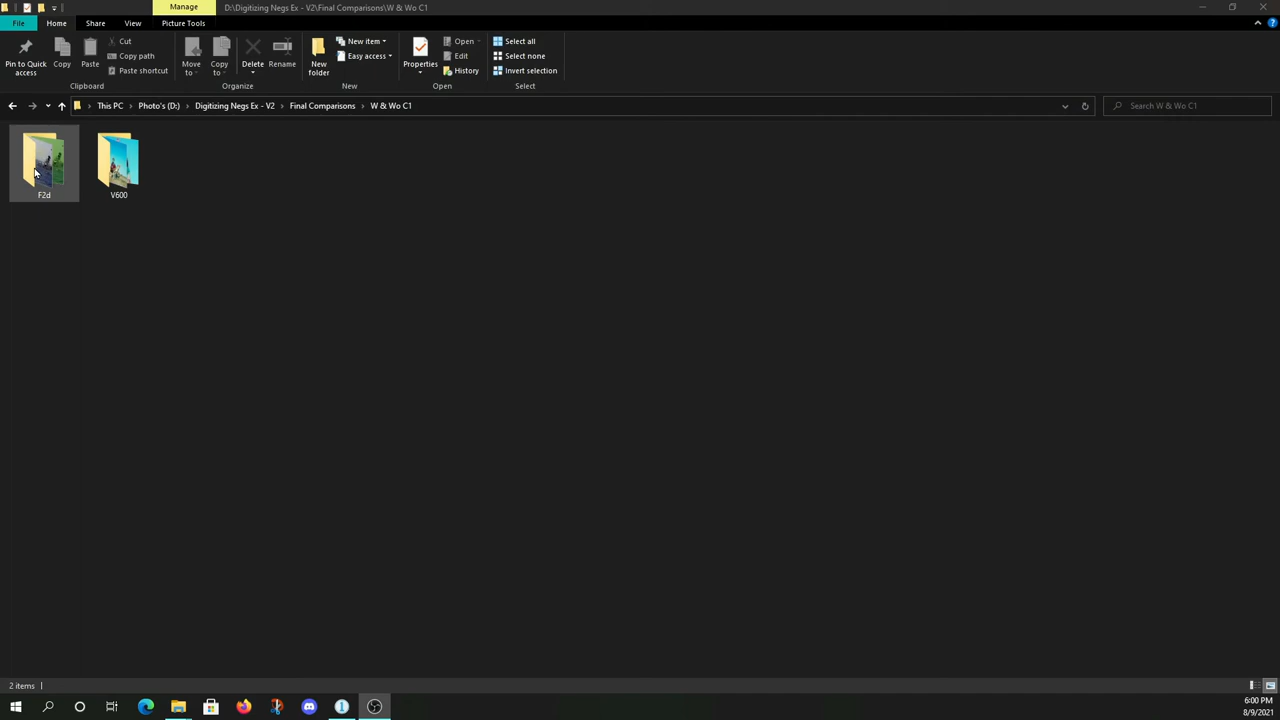 Manage
D:\Digitizing Negs Ex - V2\Final Comparisons\W & Wo C1
File
Home
Share
View
Picture Tools
Pin to Quick access
Copy
Paste
Cut
Copy path
Paste shortcut
Clipboard
Move to
Copy to
Delete
Rename
Organize
New folder
New item
Easy access
New
Properties
Open
Edit
History
Open
Select all
Select none
Invert selection
Select
This PC
Photo's (D:)
Digitizing Negs Ex - V2
Final Comparisons
W & Wo C1
Search W & Wo C1
F2d
V600
2 items
6:00 PM
8/9/2021